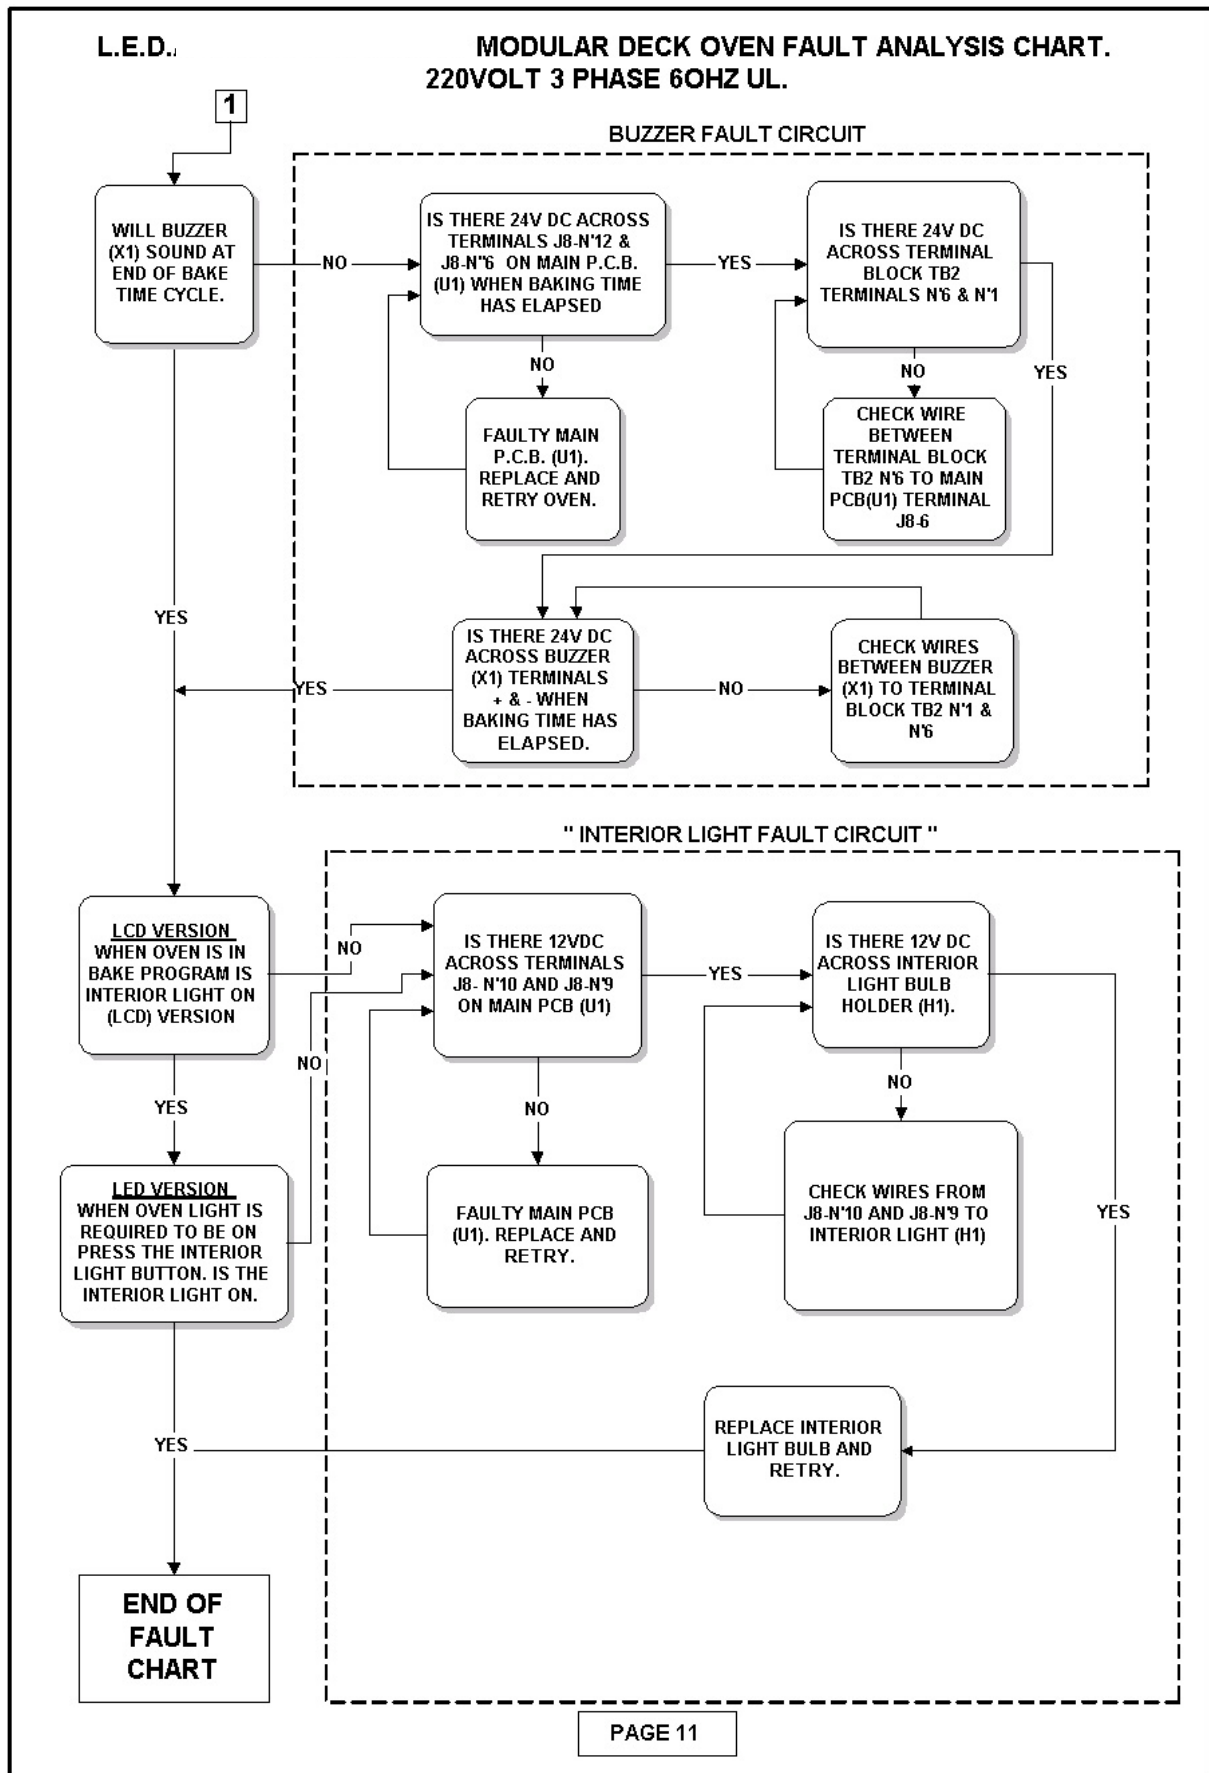 L.E.D.
MODULAR DECK OVEN FAULT ANALYSIS CHART.
220VOLT 3 PHASE 6OHZ UL.
1
BUZZER FAULT CIRCUIT
WILL BUZZER
(X1) SOUND AT
END OF BAKE
TIME CYCLE.
NO
IS THERE 24V DC ACROSS
TERMINALS J8-N'12 &
J8-N"6 ON MAIN P.C.B.
(U1) WHEN BAKING TIME
HAS ELAPSED
YES
IS THERE 24V DC
ACROSS TERMINAL
BLOCK TB2
TERMINALS N'6 & N'1
NO
NO
YES
FAULTY MAIN
P.C.B. (U1).
REPLACE AND
RETRY OVEN.
CHECK WIRE
BETWEEN
TERMINAL BLOCK
TB2 N'6 TO MAIN
PCB(U1) TERMINAL
J8-6
YES
IS THERE 24V DC
ACROSS BUZZER
(X1) TERMINALS
+ & - WHEN
BAKING TIME HAS
ELAPSED.
YES
NO
CHECK WIRES
BETWEEN BUZZER
(X1) TO TERMINAL
BLOCK TB2 N'1 &
N'6
" INTERIOR LIGHT FAULT CIRCUIT "
LCD VERSION
WHEN OVEN IS IN
BAKE PROGRAM IS
INTERIOR LIGHT ON
(LCD) VERSION
NO
IS THERE 12VDC
ACROSS TERMINALS
J8- N'10 AND J8-N'9
ON MAIN PCB (U1)
YES
IS THERE 12V DC
ACROSS INTERIOR
LIGHT BULB
HOLDER (H1).
NO
YES
NO
NO
LED VERSION
WHEN OVEN LIGHT IS
REQUIRED TO BE ON
PRESS THE INTERIOR
LIGHT BUTTON. IS THE
INTERIOR LIGHT ON.
FAULTY MAIN PCB
(U1). REPLACE AND
RETRY.
CHECK WIRES FROM
J8-N'10 AND J8-N'9 TO
INTERIOR LIGHT (H1)
YES
YES
REPLACE INTERIOR
LIGHT BULB AND
RETRY.
END OF
FAULT
CHART
PAGE 11